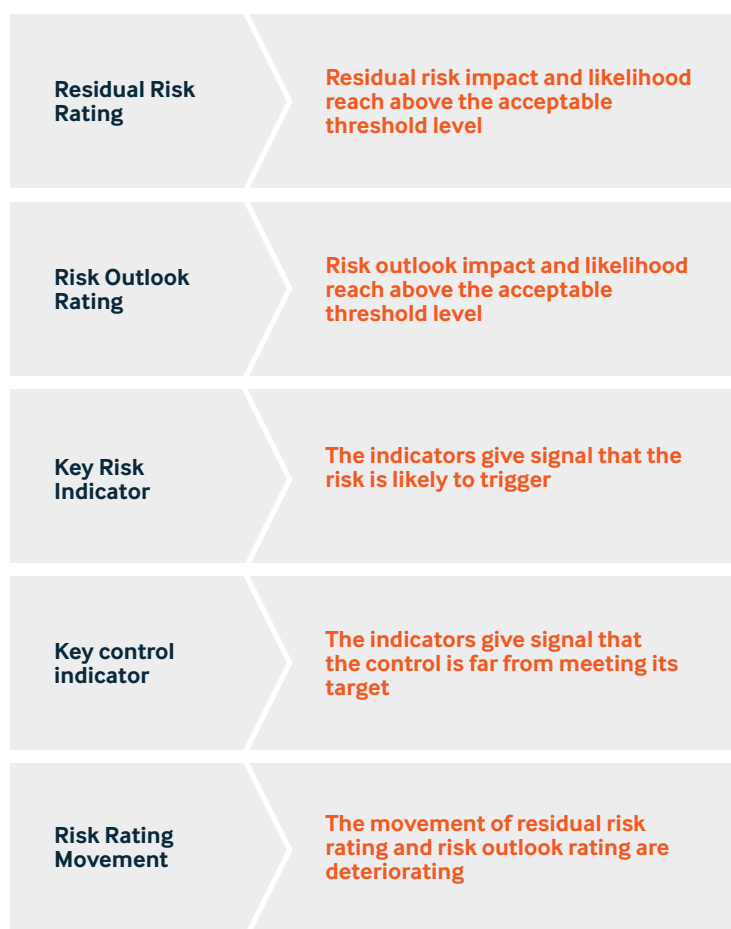 Residual Risk
Rating
Residual risk impact and likelihood
reach above the acceptable
threshold level
Risk Outlook
Rating
Risk outlook impact and likelihood
reach above the acceptable
threshold level
Key Risk
Indicator
The indicators give signal that the
risk is likely to trigger
Key control
indicator
The indicators give signal that
the control is far from meeting its
target
Risk Rating
Movement
The movement of residual risk
rating and risk outlook rating are
deteriorating